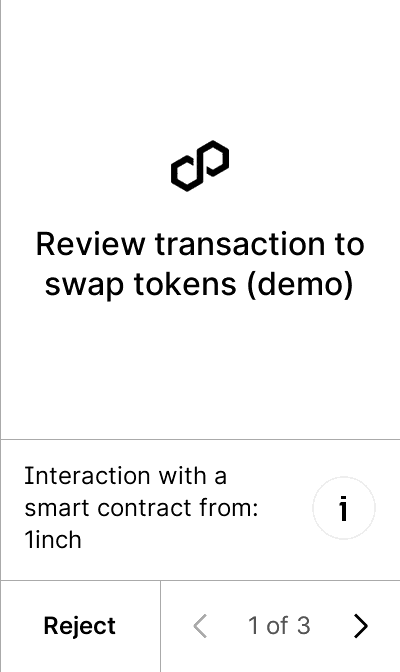 Review transaction to
swap tokens (demo)
Interaction with a
smart contract from:
1inch
i
Reject
1 of 3